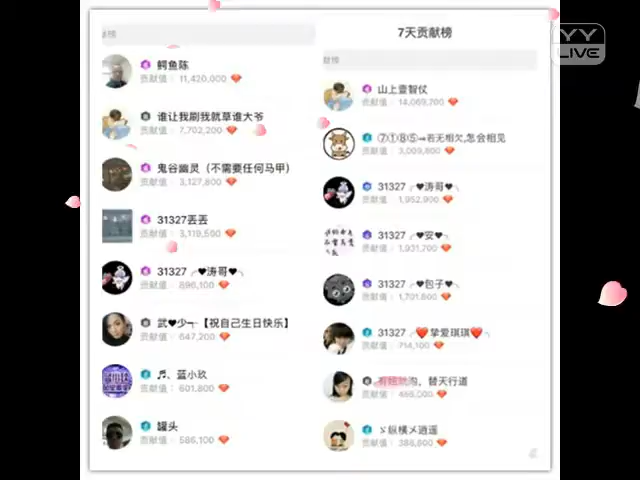 献榜
鳄鱼陈
贡献值： 11,420,000
谁让我刷我就草谁大爷
贡献值： 7,702,200
鬼谷幽灵（不需要任何马甲）
贡献值： 3,127,800
31327丢丢
贡献值： 3,119,500
31327╭❤涛哥❤╮
贡献值： 896,100
武❤少┭【祝自己生日快乐】
贡献值： 647,200
♬、蓝小玖
贡献值： 601,800
罐头
贡献值： 586,100
7天贡献榜
献榜
山上壹智仗
贡献值： 14,069,700
⑦①⑧⑤⇒若无相欠,怎会相见
贡献值： 3,009,800
31327╭❤涛哥❤╮
贡献值： 1,952,900
31327╭❤安❤╮
贡献值： 1,931,700
31327╭❤包子❤╮
贡献值： 1,701,600
31327╭❤挚爱琪琪❤╮
贡献值： 714,100
替天行道
贡献值： 466,000
ゞ纵横メ逍遥
贡献值： 386,800
YY
LIVE